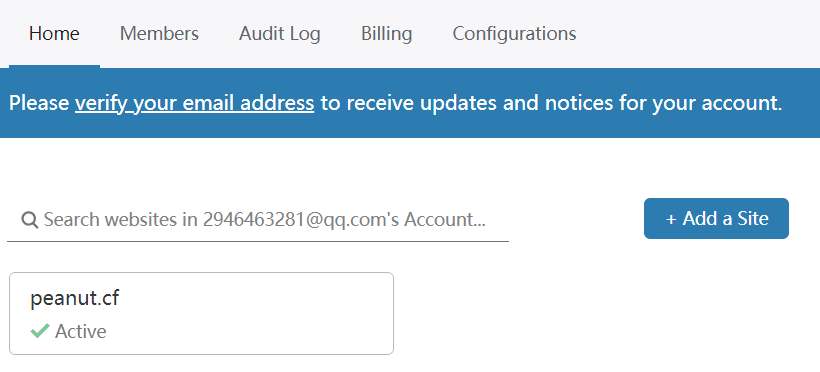 Home Members Audit Log Billing Configurations
Please verify your email address to receive updates and notices for your account.
Search websites in 2946463281@qq.com's Account...
+ Add a Site
peanut.cf
Active